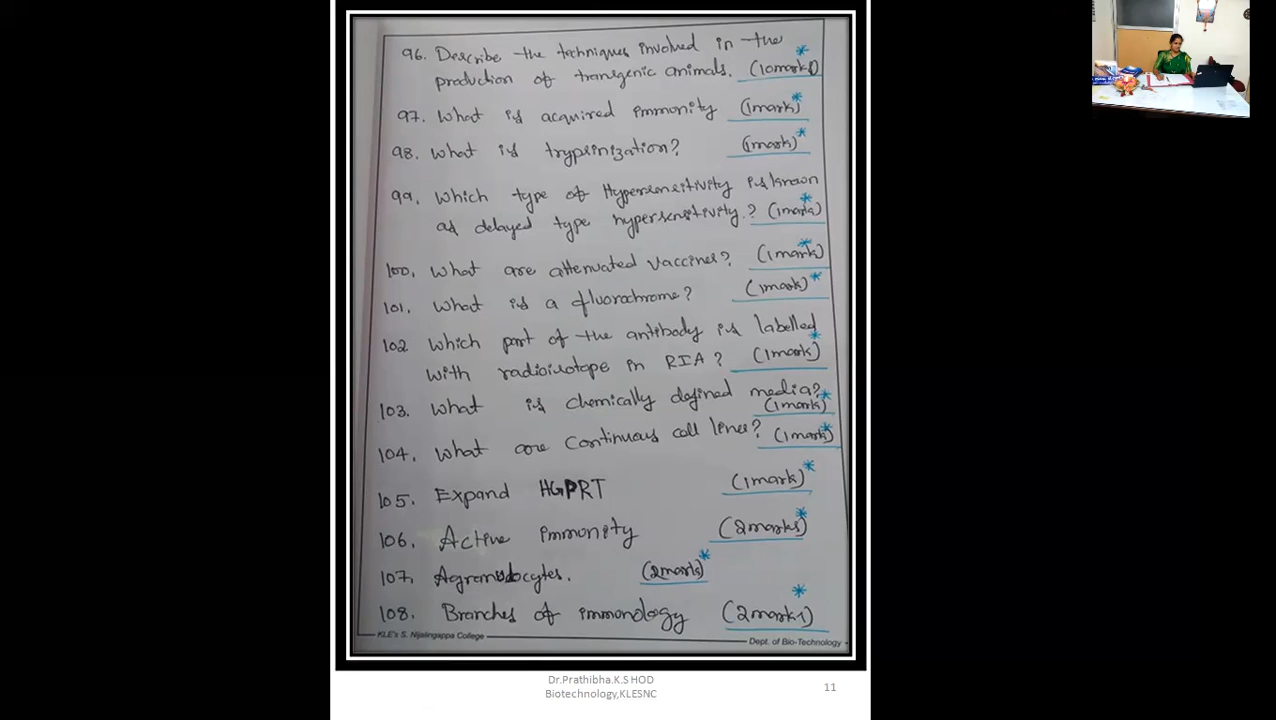 96. Describe the techniques involved in the
production of transgenic animals. (10mark)*
97. What is acquired immunity (1mark)*
98. What is trypsinization? (1mark)*
99. Which type of Hypersensitivity is known
as delayed type hypersensitivity.? (1mark)*
100. What are attenuated vaccines? (1mark)*
101. What is a fluorochrome? (1mark)*
102 Which part of the antibody is labelled
with radioisotope in RIA? (1mark)*
103. What is chemically defined media?
(1mark)*
104. What are Continuous cell lines? (1mark)*
105. Expand HGPRT (1mark)*
106. Active immunity (2marks)*
107. Agranulocytes. (2marks)*
108. Branches of immunology (2marks)*
KLE's S. Nijalingappa College
Dept. of Bio-Technology
Dr.Prathibha.K.S HOD
Biotechnology,KLESNC
11